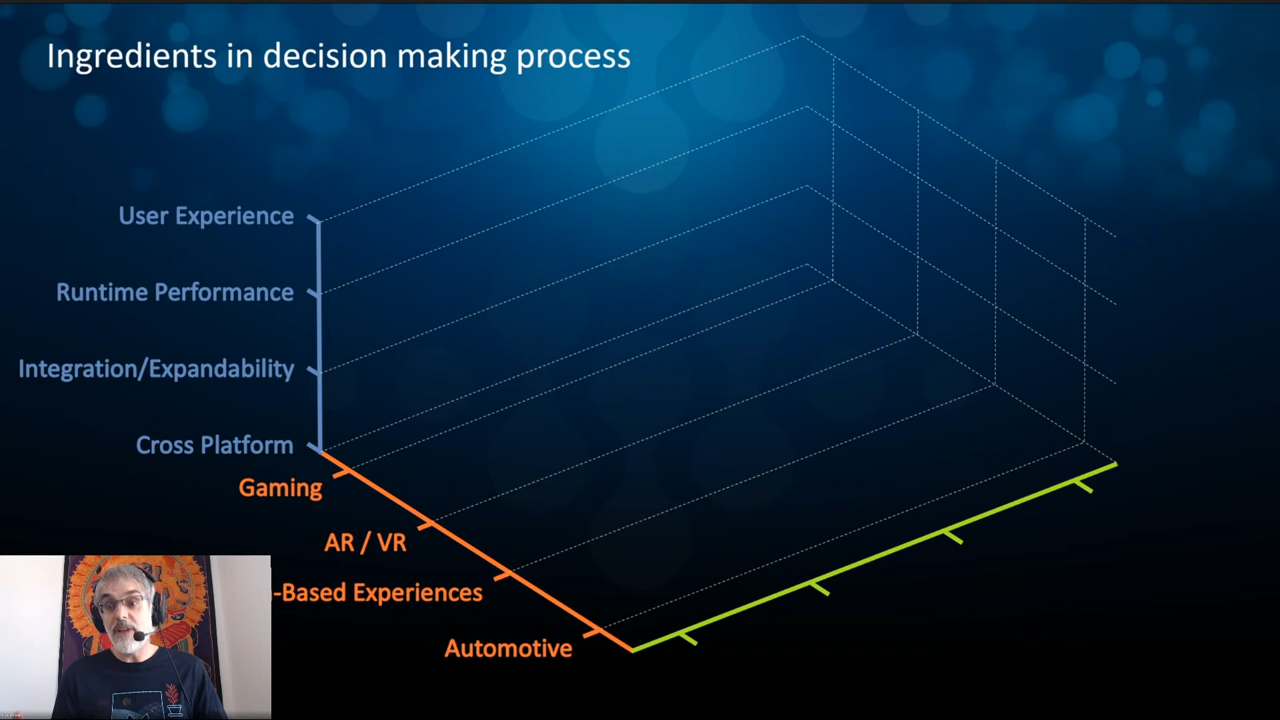 Ingredients in decision making process
User Experience
Runtime Performance
Integration/Expandability
Cross Platform
Gaming
AR / VR
-Based Experiences
Automotive